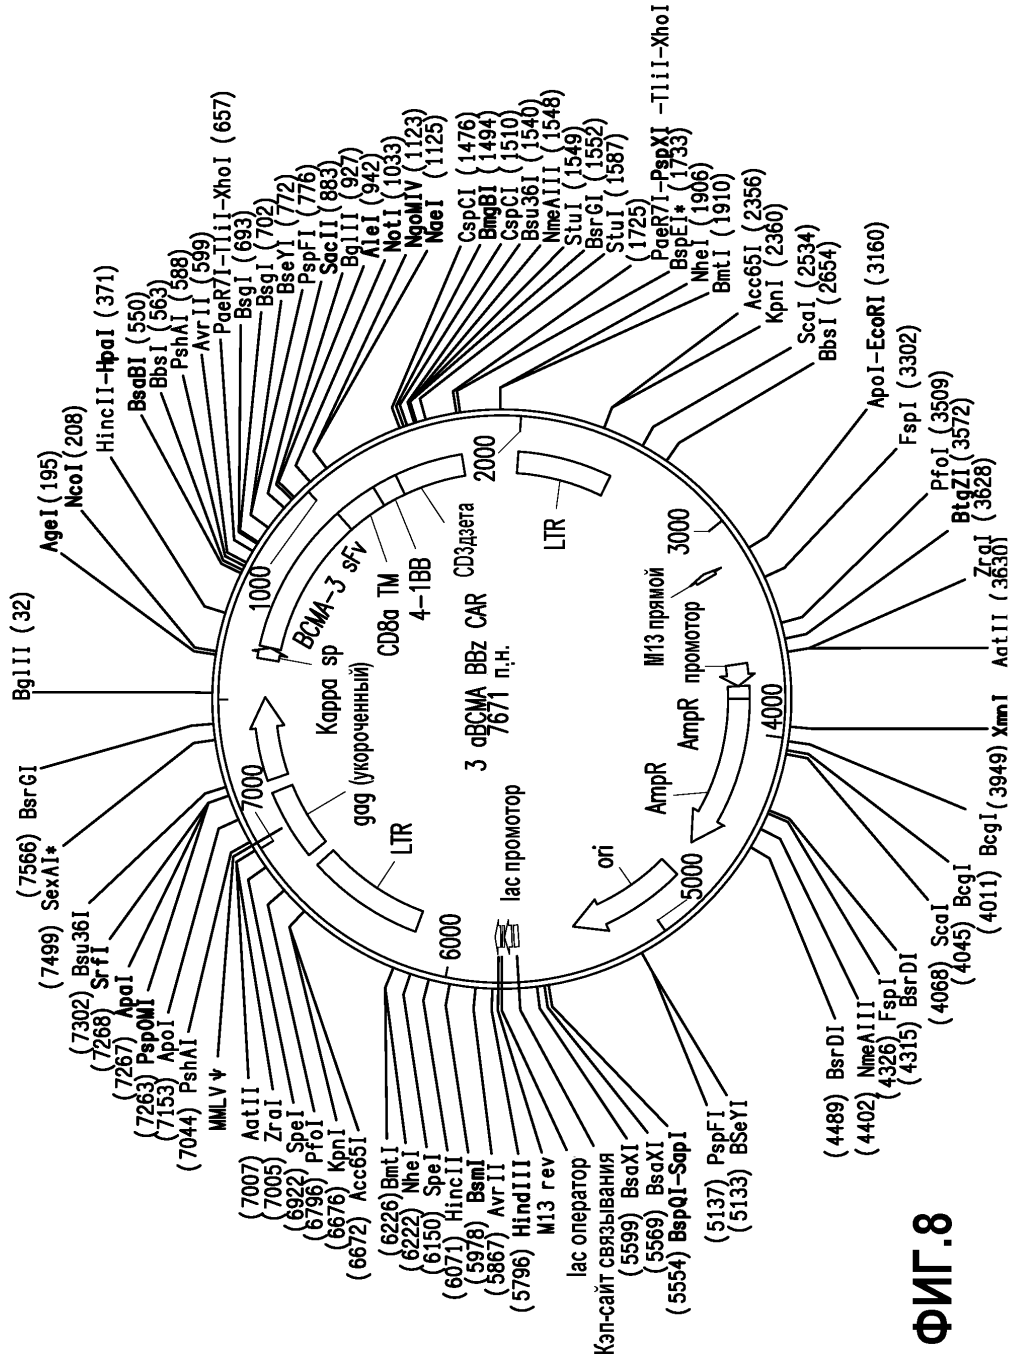 BglII (32)
AgeI (195)
NcoI (208)
HincII-HpaI (371)
BsaBI (550)
BbsI (563)
PshAI (588)
AvrII (599)
PaeR7I-TliI-XhoI (657)
BsgI (693)
BsgI (702)
BseYI (772)
PspFI (776)
SacII (883)
BglII (927)
AleI (942)
NotI (1033)
NgoMIV (1123)
NaeI (1125)
CspCI (1476)
BmgBI (1494)
CspCI (1510)
Bsu36I (1540)
NmeAIII (1548)
StuI (1549)
BsrGI (1552)
StuI (1587)
(1725)
PaeR7I-PspXI -TliI-XhoI
BspEI* (1733)
NheI (1906)
BmtI (1910)
Acc65I (2356)
KpnI (2360)
ScaI (2534)
BbsI (2654)
ApoI-EcoRI (3160)
FspI (3302)
PfoI (3509)
BtgZI (3572)
(3628)
ZraI
(3630)
AatII
XmnI
(3949)
BcgI
(4011) BcgI
(4045) ScaI
(4068)
BsrDI
(4315) FspI
(4326) NmeAIII
(4402)
(4489) BsrDI
(5133) BSeYI
(5137) PspFI
(5554) BspQI-SapI
(5569) BsaXI
(5599) BsaXI
Кэп-сайт связывания
lac оператор
M13 rev
(5796) HindIII
(5867) AvrII
(5978) BsmI
(6071) HincII
(6150) SpeI
(6222) NheI
(6226) BmtI
(6672) Acc65I
(6676) KpnI
(6796) PfoI
(6922) SpeI
(7005) ZraI
(7007) AatII
MMLV ψ
(7044) PshAI
(7153) ApoI
(7263) PspOMI
(7267) ApaI
(7268) SrfI
(7302) Bsu36I
(7499) SexAI*
(7566) BsrGI
1000
2000
3000
4000
5000
6000
7000
Kappa sp
BCMA-3 sFv
CD8a TM
4-1BB
CD3дзета
LTR
M13 прямой
AmpR промотор
AmpR
ori
lac промотор
LTR
gag (укороченный)
3 aBCMA BBz CAR
7671 п.н.
ФИГ.8